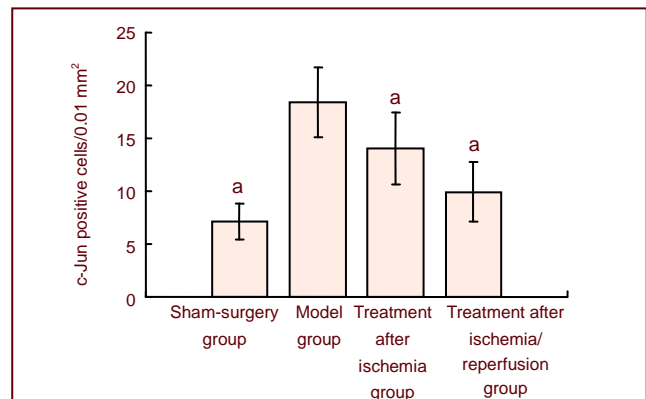 25
20
15
10
5
0
c-Jun positive cells/0.01 mm²
a
a
a
Sham-surgery
group
Model
group
Treatment
after
ischemia
group
Treatment after
ischemia/
reperfusion
group